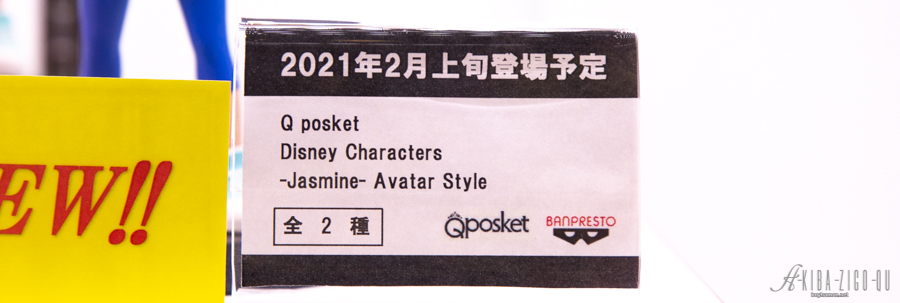 2021年2月上旬登場予定
Q posket
Disney Characters
-Jasmine- Avatar Style
全 2 種
Qposket
BANPRESTO
EW!!
AKIBA-ZIGO-QU